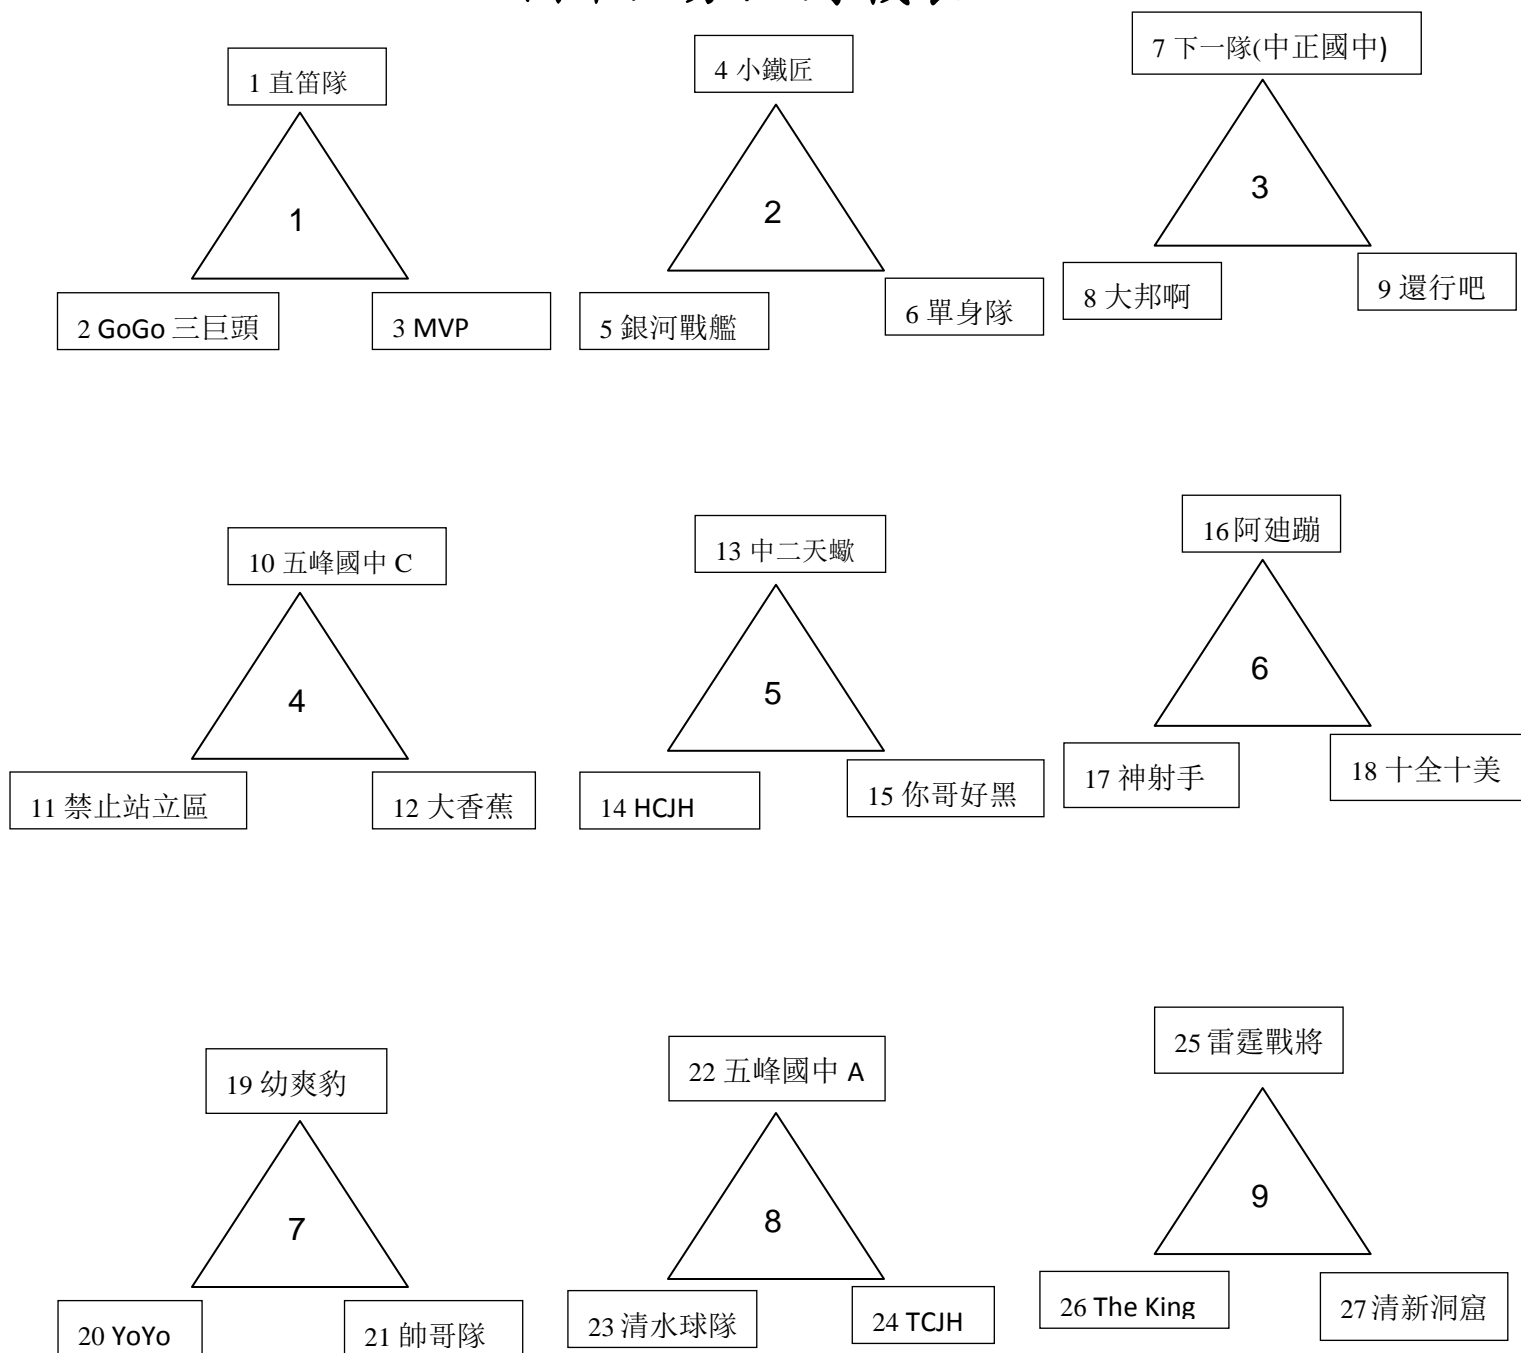 1 直笛隊
4 小鐵匠
7 下一隊(中正國中)
1
2
3
2 GoGo 三巨頭
3 MVP
5 銀河戰艦
6 單身隊
8 大邦啊
9 還行吧
10 五峰國中 C
13 中二天蠍
16 阿廸蹦
4
5
6
11 禁止站立區
12 大香蕉
14 HCJH
15 你哥好黑
17 神射手
18 十全十美
19 幼爽豹
22 五峰國中 A
25 雷霆戰將
7
8
9
20 YoYo
21 帥哥隊
23 清水球隊
24 TCJH
26 The King
27 清新洞窟